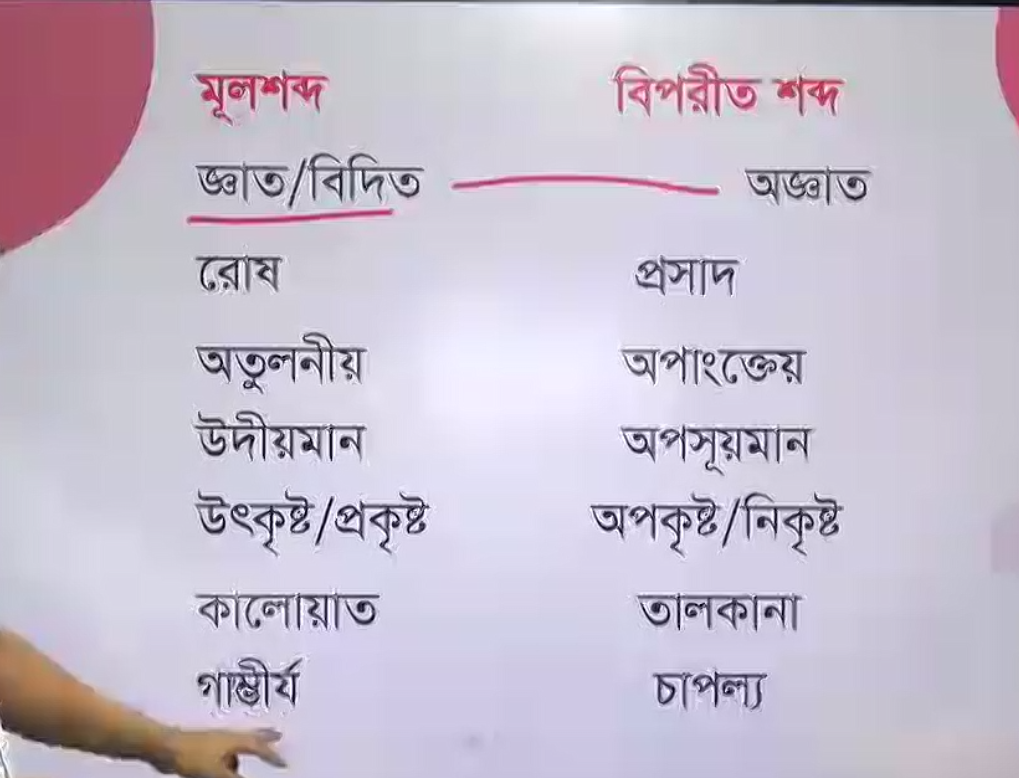 মূলশব্দ বিপরীত শব্দ
জ্ঞাত/বিদিত অজ্ঞাত
রোষ প্রসাদ
অতুলনীয় অপাংক্তেয়
উদীয়মান অপসূয়মান
উৎকৃষ্ট/প্রকৃষ্ট অপকৃষ্ট/নিকৃষ্ট
কালোয়াত তালকানা
গাম্ভীর্য চাপল্য